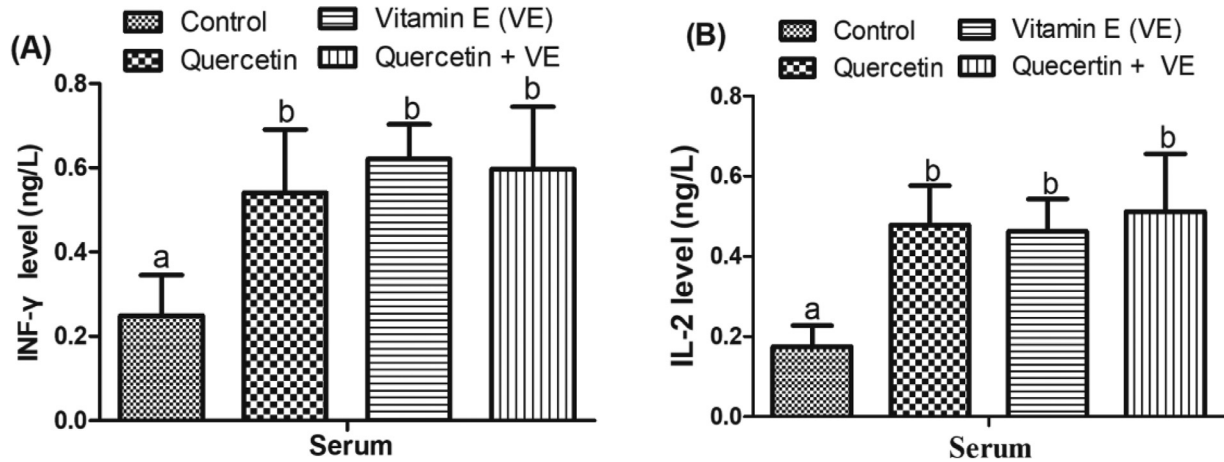 (A)
Control
Vitamin E (VE)
Quercetin
Quercetin + VE
INF-γ level (ng/L)
0.8
0.6
0.4
0.2
0.0
a
b
b
b
Serum
(B)
Control
Vitamin E (VE)
Quercetin
Quecertin + VE
IL-2 level (ng/L)
0.8
0.6
0.4
0.2
0.0
a
b
b
b
Serum